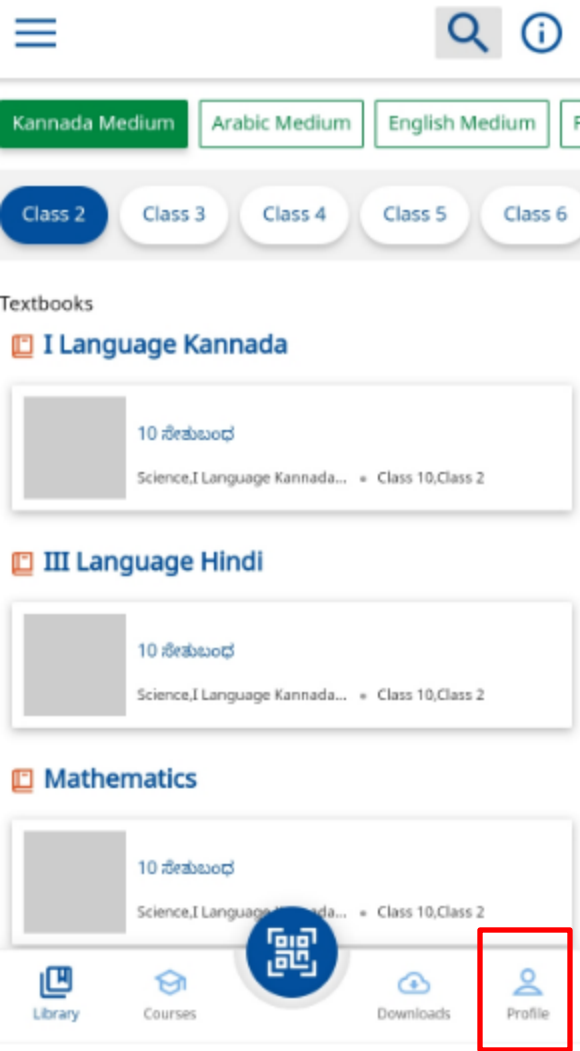 Kannada Medium Arabic Medium English Medium
Class 2 Class 3 Class 4 Class 5 Class 6
Textbooks
I Language Kannada
10 ಸೇತುಬಂಧ
Science,I Language Kannada... • Class 10,Class 2
III Language Hindi
10 ಸೇತುಬಂಧ
Science,I Language Kannada... • Class 10,Class 2
Mathematics
10 ಸೇತುಬಂಧ
Science,I Language • Class 10,Class 2
Library Courses Downloads Profile